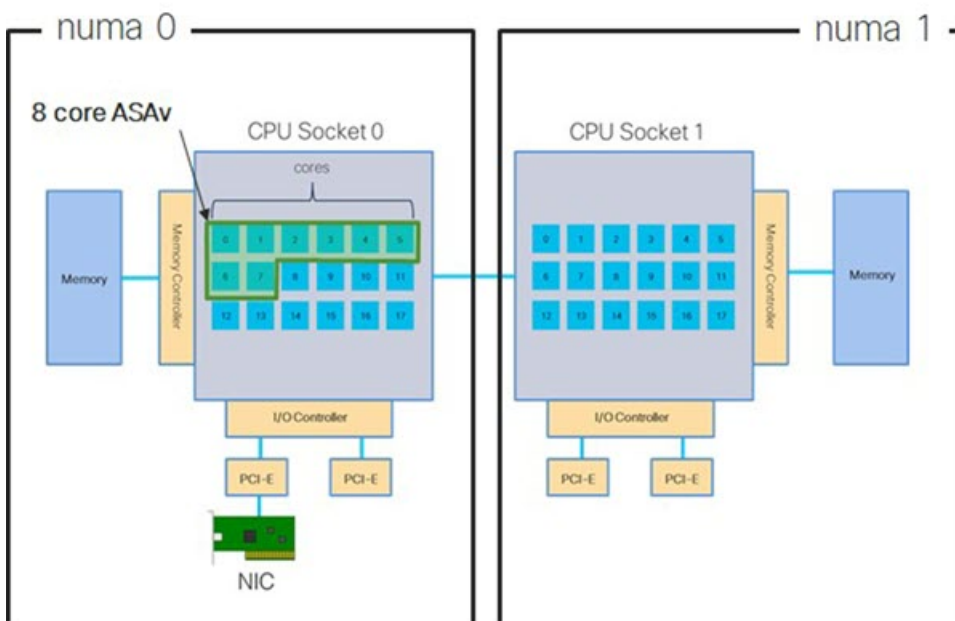 numa 0
numa 1
8 core ASAv
CPU Socket 0
CPU Socket 1
cores
Memory
Memory Controller
0 1 2 3 4 5
6 7 8 9 10 11
12 13 14 15 16 17
0 1 2 3 4 5
6 7 8 9 10 11
12 13 14 15 16 17
Memory Controller
Memory
I/O Controller
I/O Controller
PCI-E
PCI-E
PCI-E
PCI-E
NIC